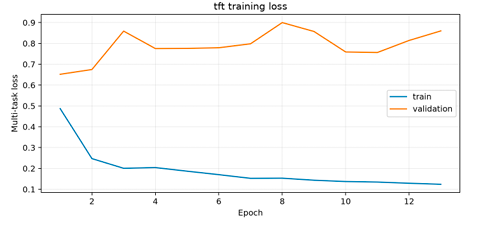 tft training loss
0.9
0.8
0.7
0.6
0.5
0.4
0.3
0.2
0.1
Multi-task loss
train
validation
2 4 6 8 10 12
Epoch